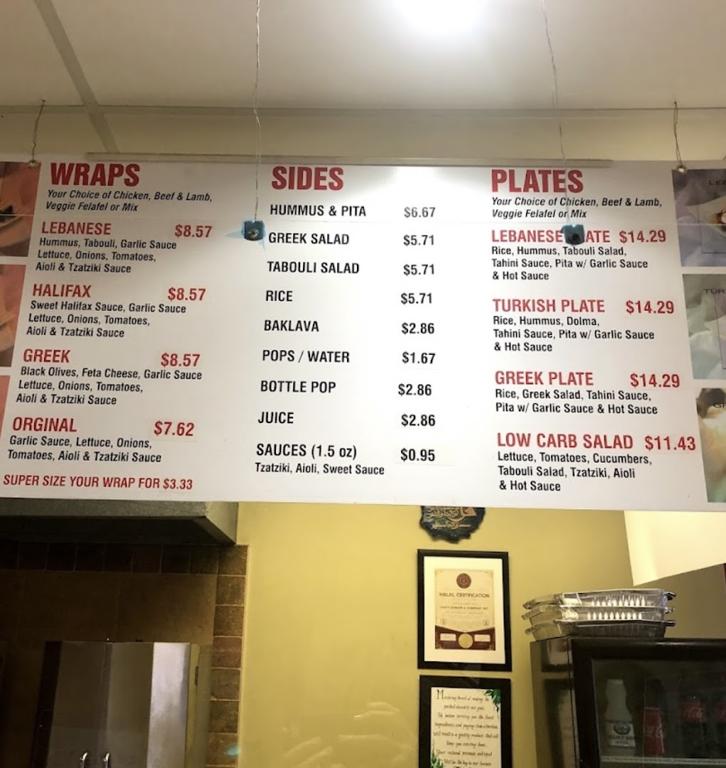 WRAPS
Your Choice of Chicken, Beef & Lamb,
Veggie Felafel or Mix
LEBANESE $8.57
Hummus, Tabouli, Garlic Sauce
Lettuce, Onions, Tomatoes,
Aioli & Tzatziki Sauce
HALIFAX $8.57
Sweet Halifax Sauce, Garlic Sauce
Lettuce, Onions, Tomatoes,
Aioli & Tzatziki Sauce
GREEK $8.57
Black Olives, Feta Cheese, Garlic Sauce
Lettuce, Onions, Tomatoes,
Aioli & Tzatziki Sauce
ORGINAL $7.62
Garlic Sauce, Lettuce, Onions,
Tomatoes, Aioli & Tzatziki Sauce
SUPER SIZE YOUR WRAP FOR $3.33
SIDES
HUMMUS & PITA $6.67
GREEK SALAD $5.71
TABOULI SALAD $5.71
RICE $5.71
BAKLAVA $2.86
POPS / WATER $1.67
BOTTLE POP $2.86
JUICE $2.86
SAUCES (1.5 oz) $0.95
Tzatziki, Aioli, Sweet Sauce
PLATES
Your Choice of Chicken, Beef & Lamb,
Veggie Felafel or Mix
LEBANESE ATE $14.29
Rice, Hummus, Tabouli Salad,
Tahini Sauce, Pita w/ Garlic Sauce
& Hot Sauce
TURKISH PLATE $14.29
Rice, Hummus, Dolma,
Tahini Sauce, Pita w/ Garlic Sauce
& Hot Sauce
GREEK PLATE $14.29
Rice, Greek Salad, Tahini Sauce,
Pita w/ Garlic Sauce & Hot Sauce
LOW CARB SALAD $11.43
Lettuce, Tomatoes, Cucumbers,
Tabouli Salad, Tzatziki, Aioli
& Hot Sauce
HALAL CERTIFICATION